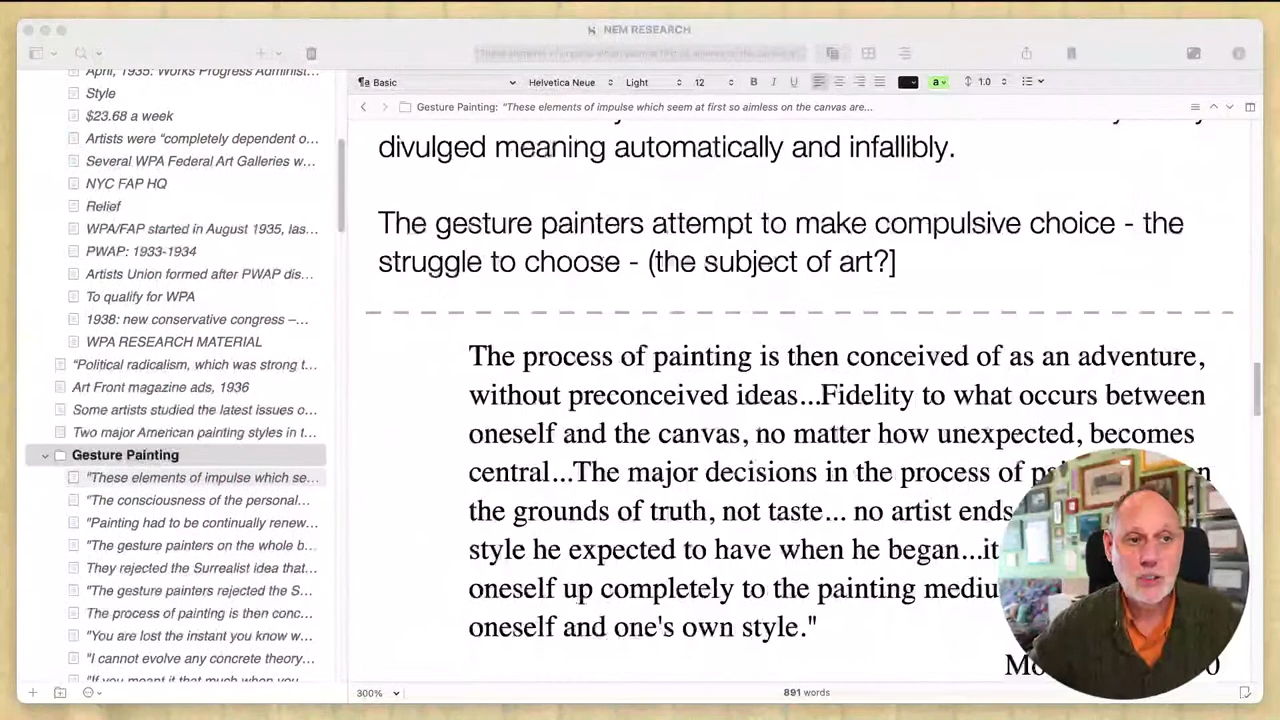 NEM RESEARCH
April, 1935: Works Progress Administ...
Style
$23.68 a week
Artists were “completely dependent o...
Several WPA Federal Art Galleries w...
NYC FAP HQ
Relief
WPA/FAP started in August 1935, las...
PWAP: 1933-1934
Artists Union formed after PWAP dis...
To qualify for WPA
1938: new conservative congress –...
WPA RESEARCH MATERIAL
“Political radicalism, which was strong t...
Art Front magazine ads, 1936
Some artists studied the latest issues o...
Two major American painting styles in t...
Gesture Painting
"These elements of impulse which se...
"The consciousness of the personal...
"Painting had to be continually renew...
"The gesture painters on the whole b...
They rejected the Surrealist idea that...
"The gesture painters rejected the S...
The process of painting is then conc...
"You are lost the instant you know w...
"I cannot evolve any concrete theory...
"If you meant it that much when you
¶a Basic Helvetica Neue Light 12 B I U a 1.0
Gesture Painting: "These elements of impulse which seem at first so aimless on the canvas are...
divulged meaning automatically and infallibly.
The gesture painters attempt to make compulsive choice - the
struggle to choose - (the subject of art?]
The process of painting is then conceived of as an adventure,
without preconceived ideas...Fidelity to what occurs between
oneself and the canvas, no matter how unexpected, becomes
central...The major decisions in the process of
the grounds of truth, not taste... no artist ends
style he expected to have when he began...it
oneself up completely to the painting
oneself and one's own style."
300% 891 words